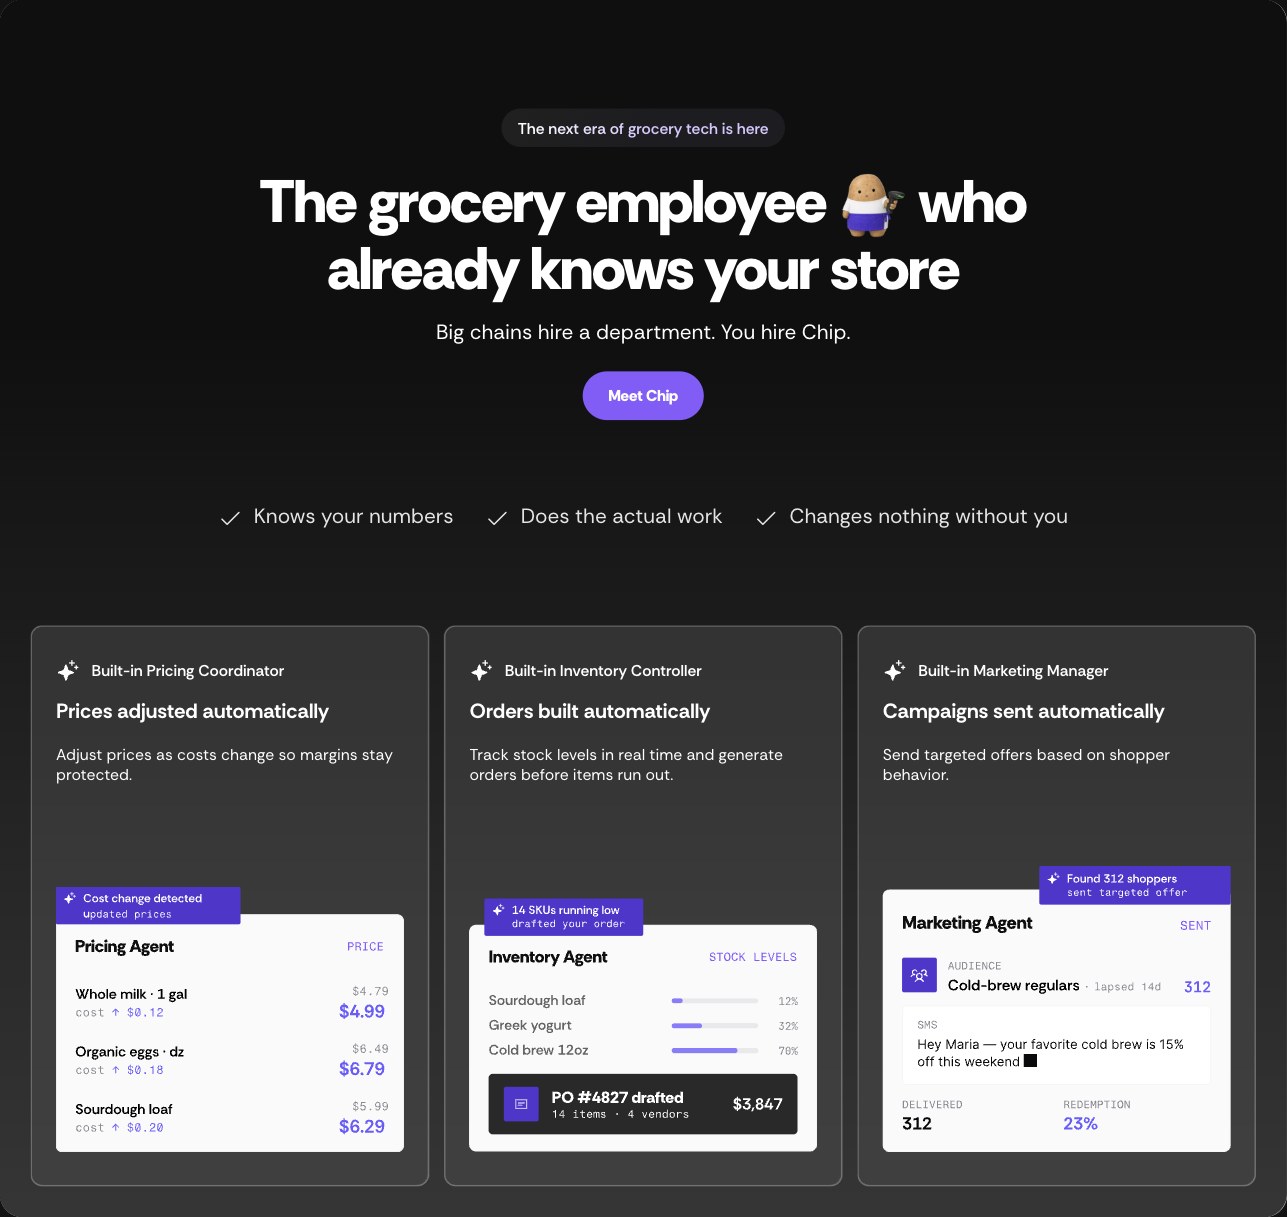 The next era of grocery tech is here
The grocery employee who
already knows your store
Big chains hire a department. You hire Chip.
Meet Chip
Knows your numbers
Does the actual work
Changes nothing without you
Built-in Pricing Coordinator
Prices adjusted automatically
Adjust prices as costs change so margins stay
protected.
Cost change detected
updated prices
Pricing Agent
PRICE
Whole milk · 1 gal
$4.79
cost ↑ $0.12
$4.99
Organic eggs · dz
$6.49
cost ↑ $0.18
$6.79
Sourdough loaf
$5.99
cost ↑ $0.20
$6.29
Built-in Inventory Controller
Orders built automatically
Track stock levels in real time and generate
orders before items run out.
14 SKUs running low
drafted your order
Inventory Agent
STOCK LEVELS
Sourdough loaf
12%
Greek yogurt
32%
Cold brew 12oz
70%
PO #4827 drafted
14 items · 4 vendors
$3,847
Built-in Marketing Manager
Campaigns sent automatically
Send targeted offers based on shopper
behavior.
Found 312 shoppers
sent targeted offer
Marketing Agent
SENT
AUDIENCE
Cold-brew regulars · lapsed 14d
312
SMS
Hey Maria — your favorite cold brew is 15%
off this weekend
DELIVERED
312
REDEMPTION
23%